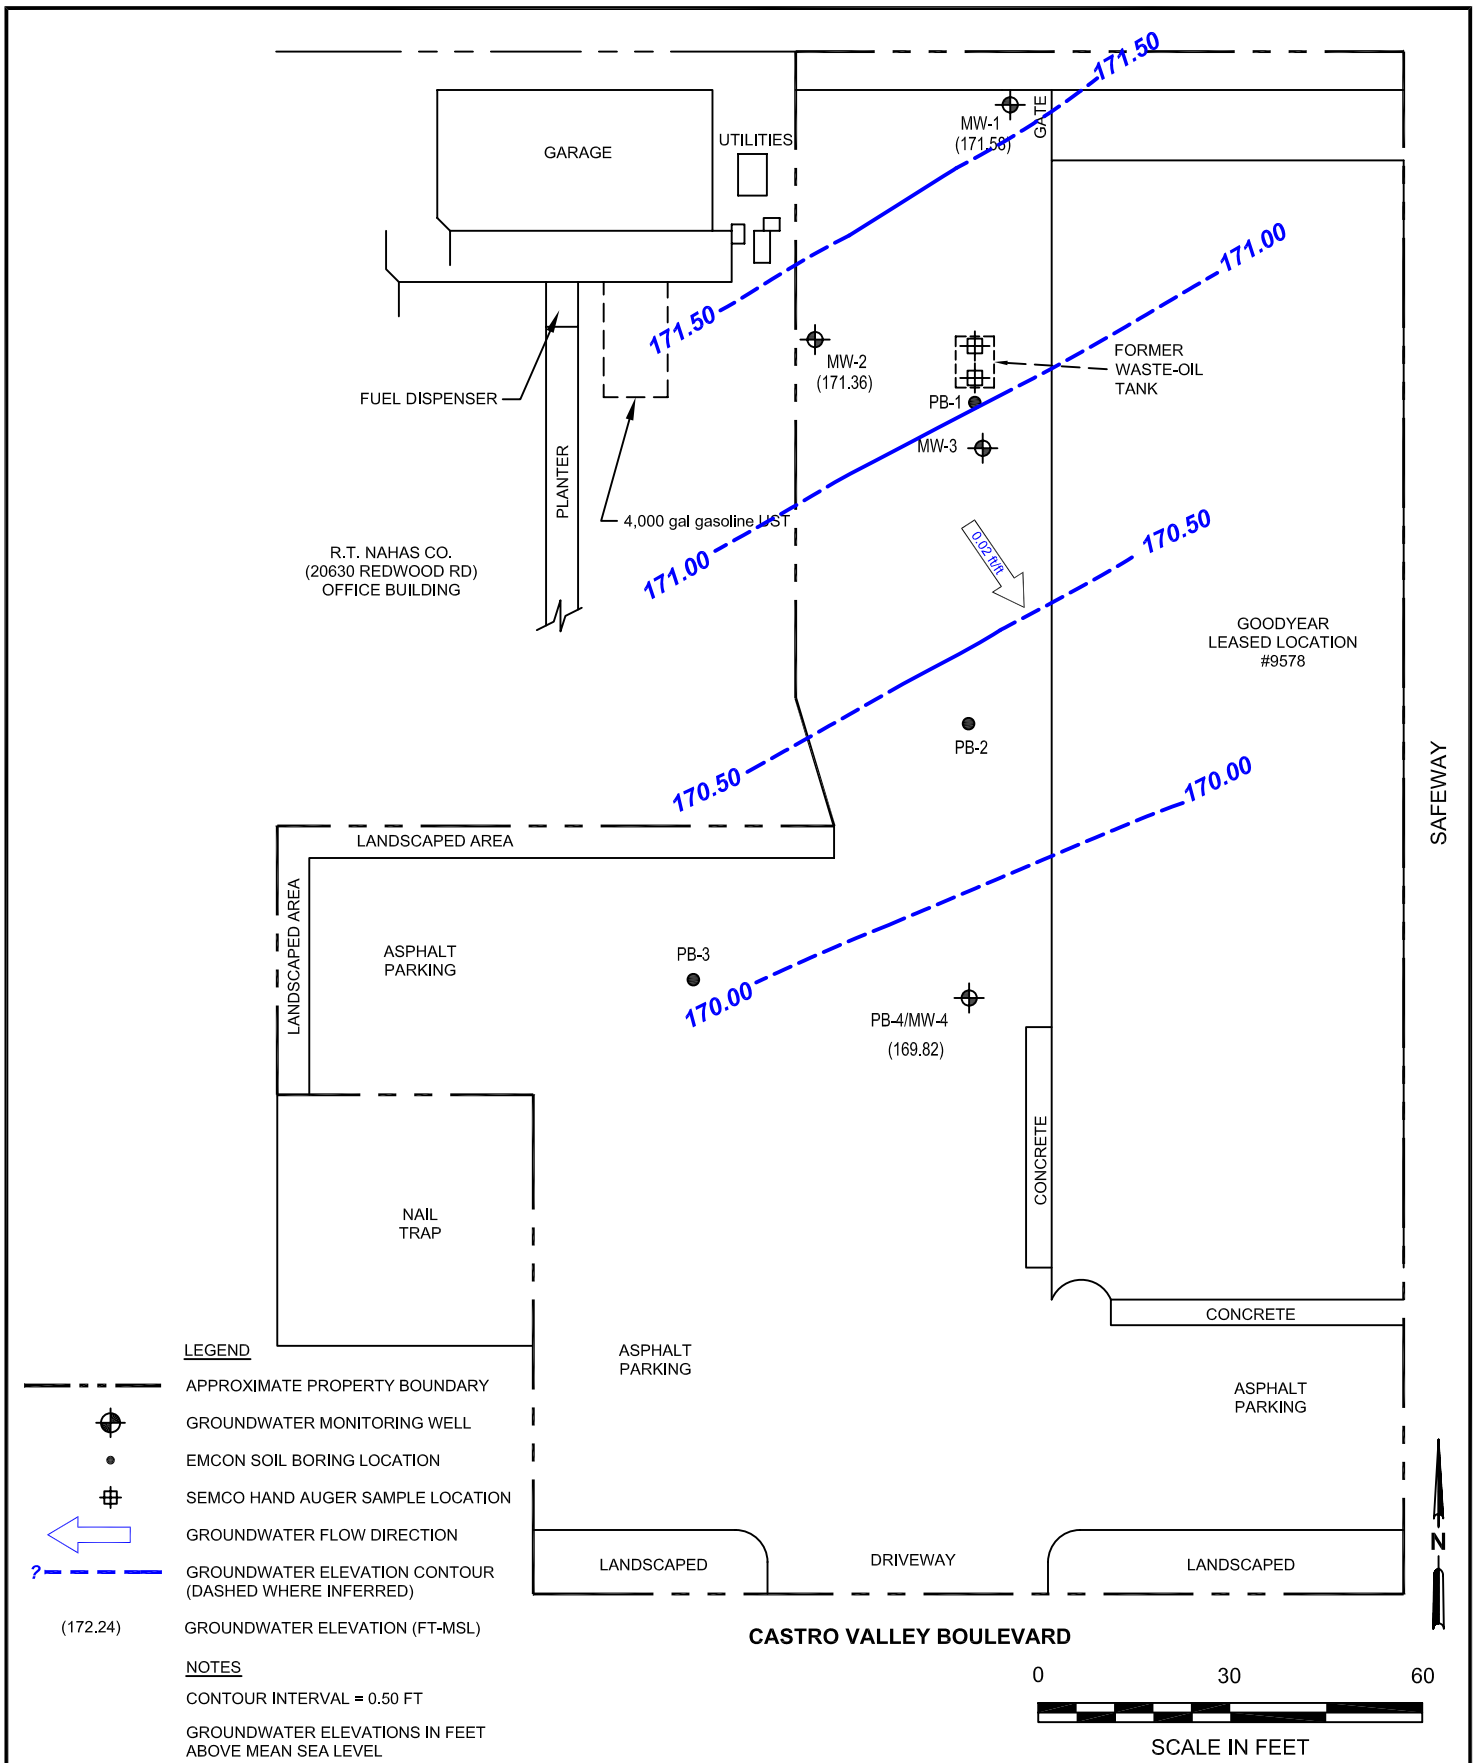 171.50
MW-1
(171.58)
GATE
UTILITIES
GARAGE
171.00
171.50
MW-2
(171.36)
FORMER
WASTE-OIL
TANK
FUEL DISPENSER
PB-1
MW-3
PLANTER
4,000 gal gasoline UST
170.50
0.02 ft/ft
R.T. NAHAS CO.
(20630 REDWOOD RD)
OFFICE BUILDING
171.00
GOODYEAR
LEASED LOCATION
#9578
PB-2
170.50
170.00
SAFEWAY
LANDSCAPED AREA
LANDSCAPED AREA
ASPHALT
PARKING
PB-3
170.00
PB-4/MW-4
(169.82)
CONCRETE
NAIL
TRAP
CONCRETE
ASPHALT
PARKING
ASPHALT
PARKING
LEGEND
APPROXIMATE PROPERTY BOUNDARY
GROUNDWATER MONITORING WELL
EMCON SOIL BORING LOCATION
SEMCO HAND AUGER SAMPLE LOCATION
GROUNDWATER FLOW DIRECTION
? GROUNDWATER ELEVATION CONTOUR
(DASHED WHERE INFERRED)
(172.24) GROUNDWATER ELEVATION (FT-MSL)
NOTES
CONTOUR INTERVAL = 0.50 FT
GROUNDWATER ELEVATIONS IN FEET
ABOVE MEAN SEA LEVEL
LANDSCAPED
DRIVEWAY
LANDSCAPED
N
CASTRO VALLEY BOULEVARD
0 30 60
SCALE IN FEET